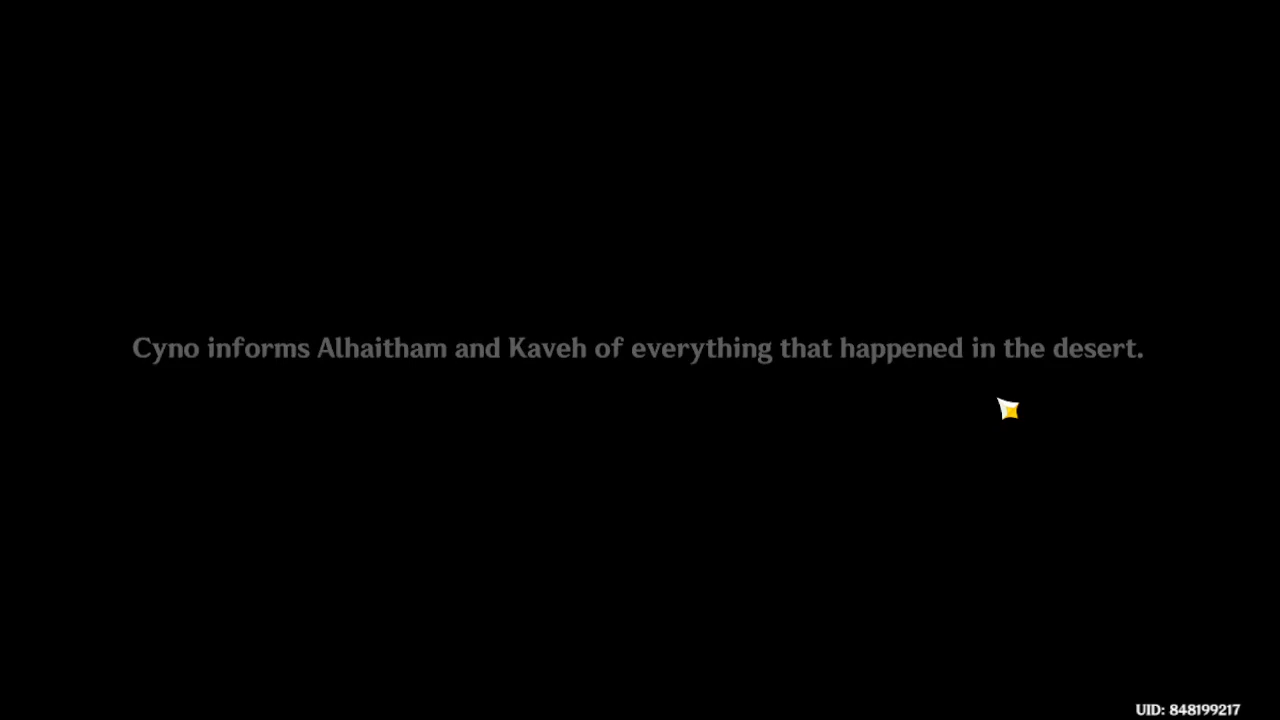 Cyno informs Alhaitham and Kaveh of everything that happened in the desert.
UID: 848199217